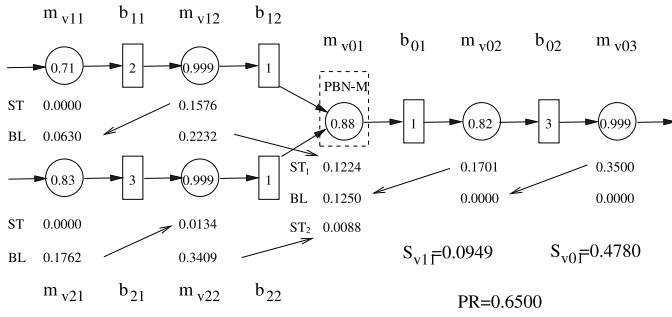 m v11 b 11 m v12 b 12
m v01 b 01 m v02 b 02 m v03
0.71 2 0.999 1
PBN-M
0.88 1 0.82 3 0.999
ST 0.0000 0.1576
BL 0.0630 0.2232
0.83 3 0.999 1
ST1 0.1224 0.1701 0.3500
BL 0.1250 0.0000 0.0000
ST2 0.0088
ST 0.0000 0.0134
BL 0.1762 0.3409
S v11=0.0949 S v01=0.4780
m v21 b 21 m v22 b 22
PR=0.6500